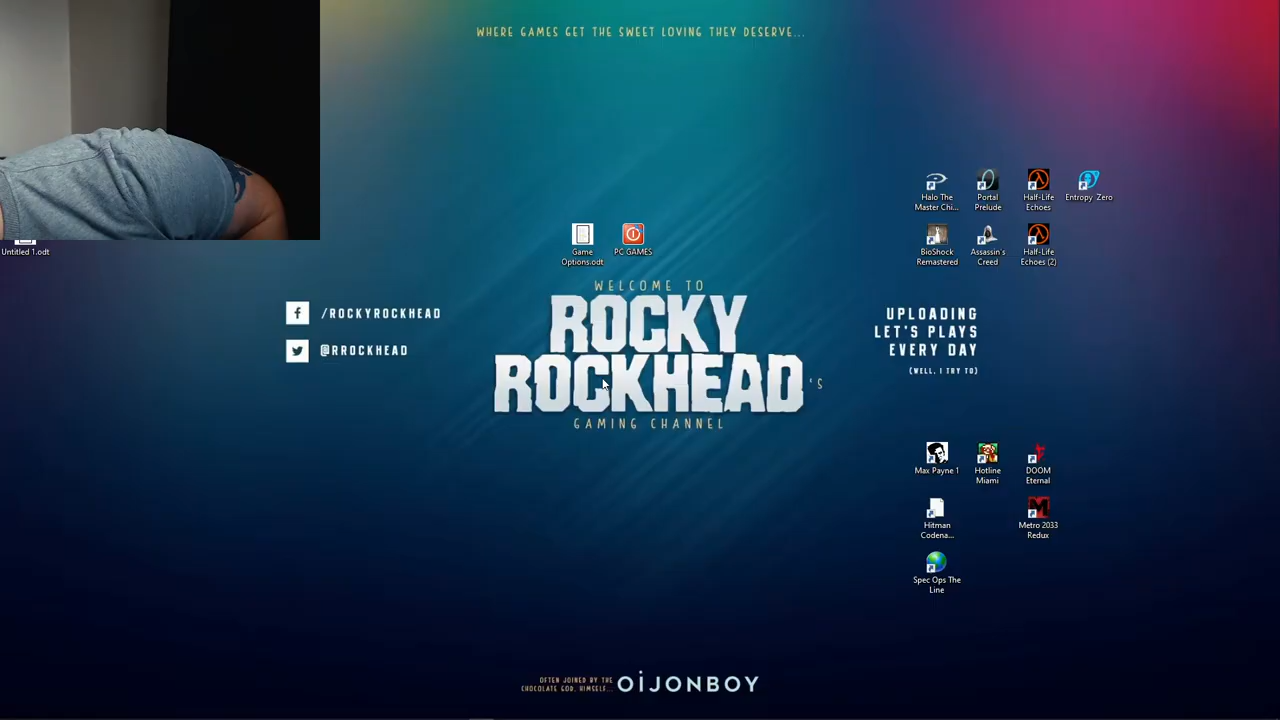 WHERE GAMES GET THE SWEET LOVING THEY DESERVE...
Halo The
Master Chi...
Portal
Prelude
Half-Life
Echoes
Entropy Zero
Untitled 1.odt
Game
Options.odt
PC GAMES
BioShock
Remastered
Assassin's
Creed
Half-Life
Echoes (2)
WELCOME TO
ROCKY
ROCKHEAD'S
GAMING CHANNEL
/ROCKYROCKHEAD
@RROCKHEAD
UPLOADING
LET'S PLAYS
EVERY DAY
(WELL, I TRY TO)
Max Payne 1
Hotline
Miami
DOOM
Eternal
Hitman
Codena...
Metro 2033
Redux
Spec Ops The
Line
OFTEN JOINED BY THE
CHOCOLATE GOD, HIMSELF...
OiJONBOY